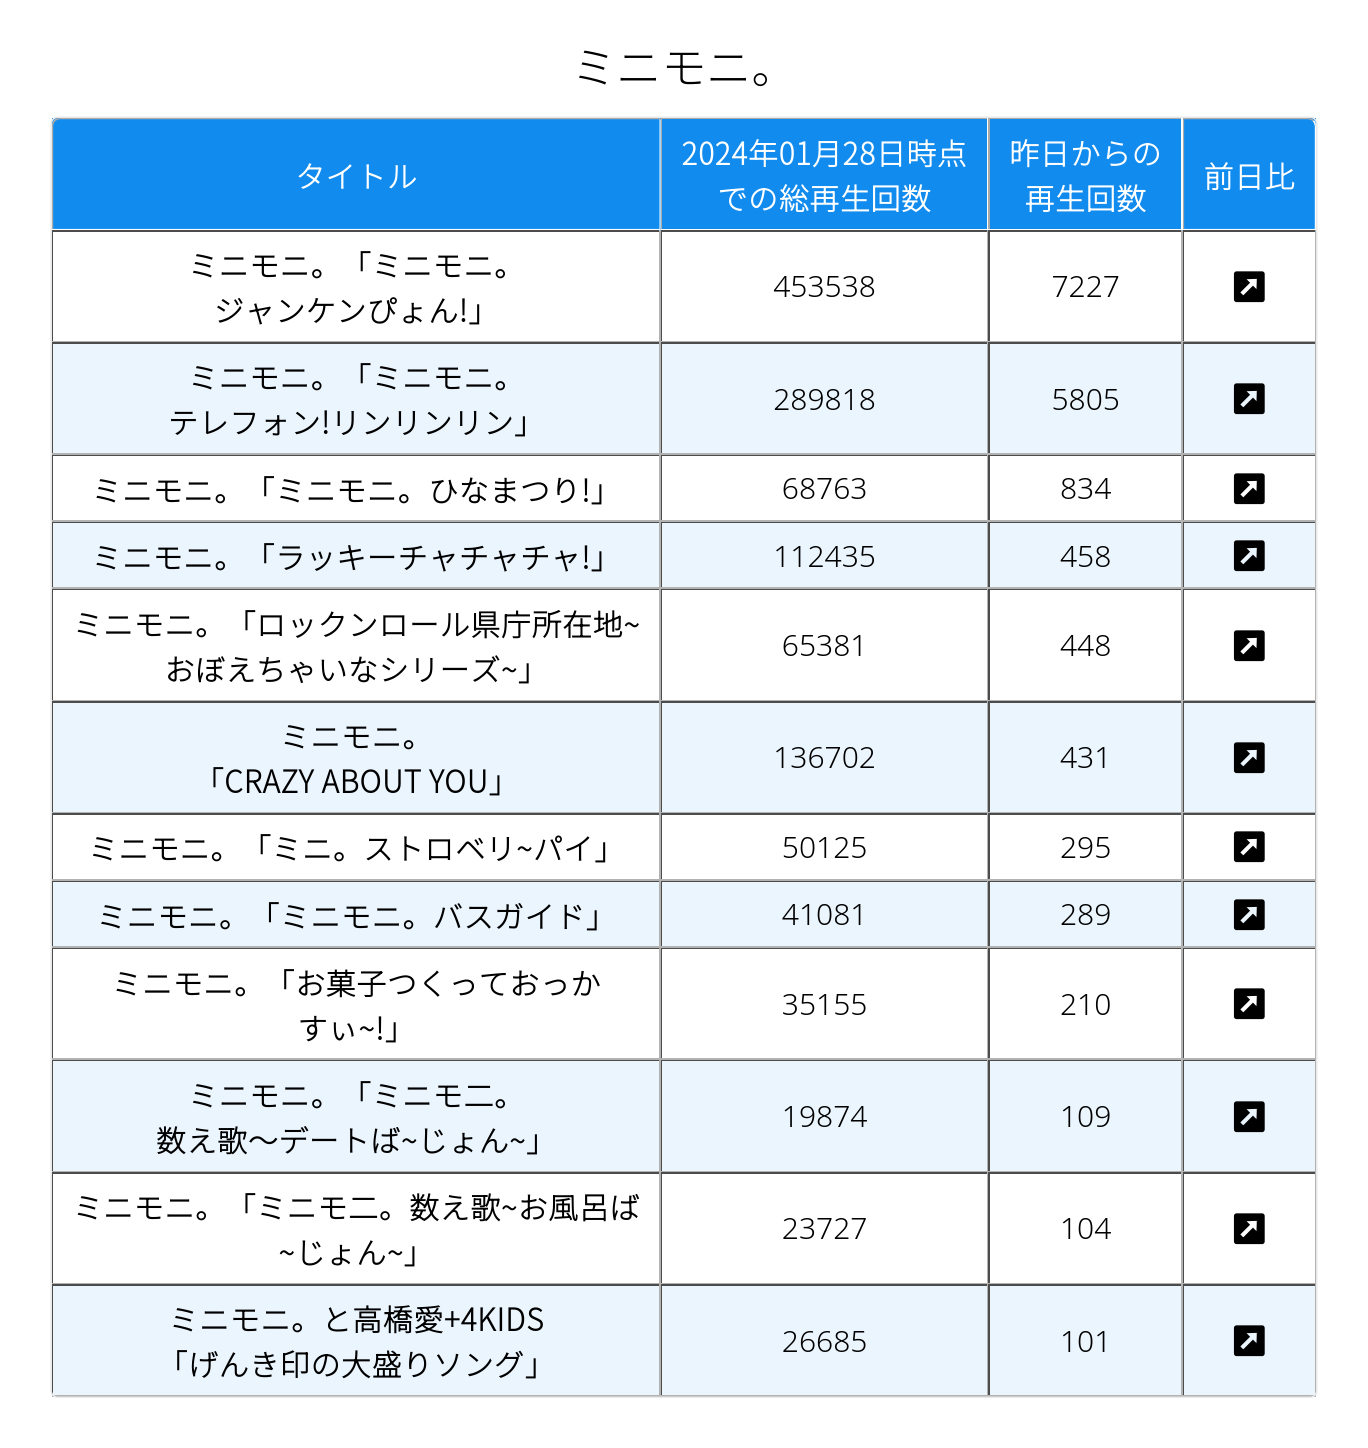 ミニモニ。
タイトル
2024年01月28日時点
での総再生回数
昨日からの
再生回数
前日比
ミニモニ。「ミニモニ。
ジャンケンぴょん!」
453538
7227
ミニモニ。「ミニモニ。
テレフォン!リンリンリン」
289818
5805
ミニモニ。「ミニモニ。ひなまつり!」
68763
834
ミニモニ。「ラッキーチャチャチャ!」
112435
458
ミニモニ。「ロックンロール県庁所在地~
おぼえちゃいなシリーズ~」
65381
448
ミニモニ。
「CRAZY ABOUT YOU」
136702
431
ミニモニ。「ミニ。ストロベリ~パイ」
50125
295
ミニモニ。「ミニモニ。バスガイド」
41081
289
ミニモニ。「お菓子つくっておっか
すぃ~!」
35155
210
ミニモニ。「ミニモ二。
数え歌〜デートば~じょん~」
19874
109
ミニモニ。「ミニモ二。数え歌~お風呂ば
~じょん~」
23727
104
ミニモニ。と高橋愛+4KIDS
「げんき印の大盛りソング」
26685
101